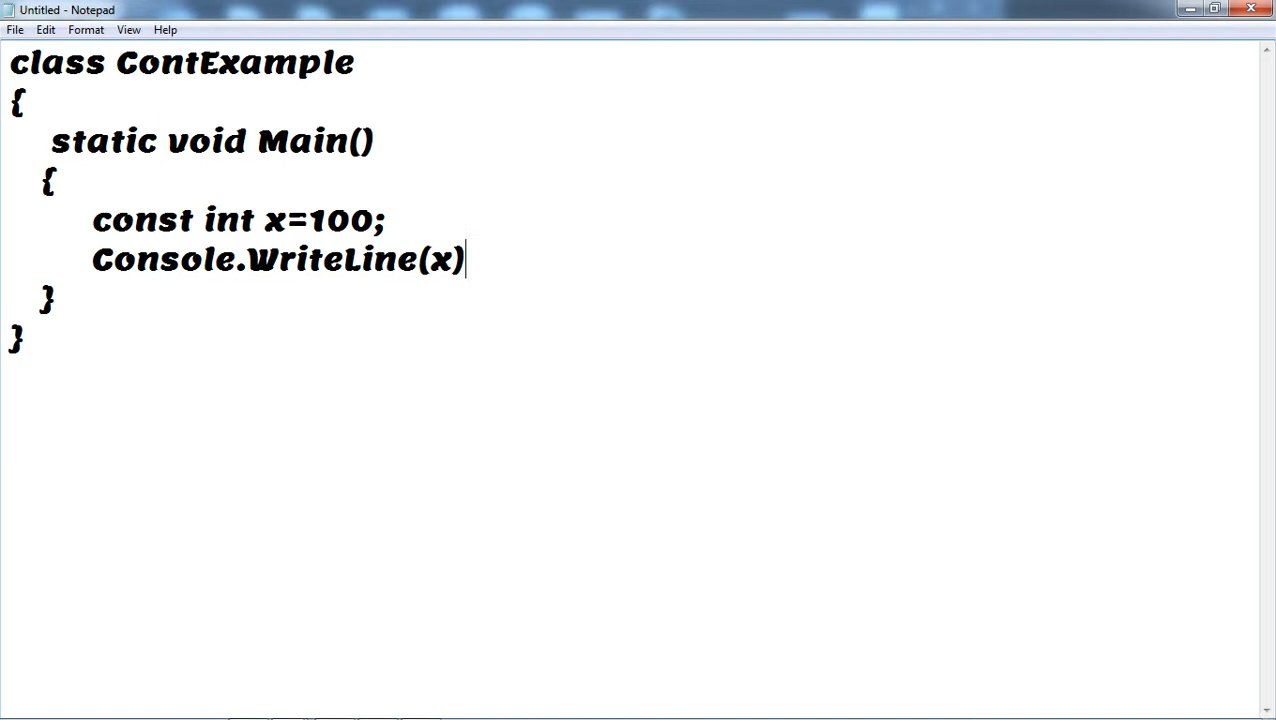 Untitled - Notepad
File Edit Format View Help
class ContExample
{
static void Main()
{
const int x=100;
Console.WriteLine(x)
}
}